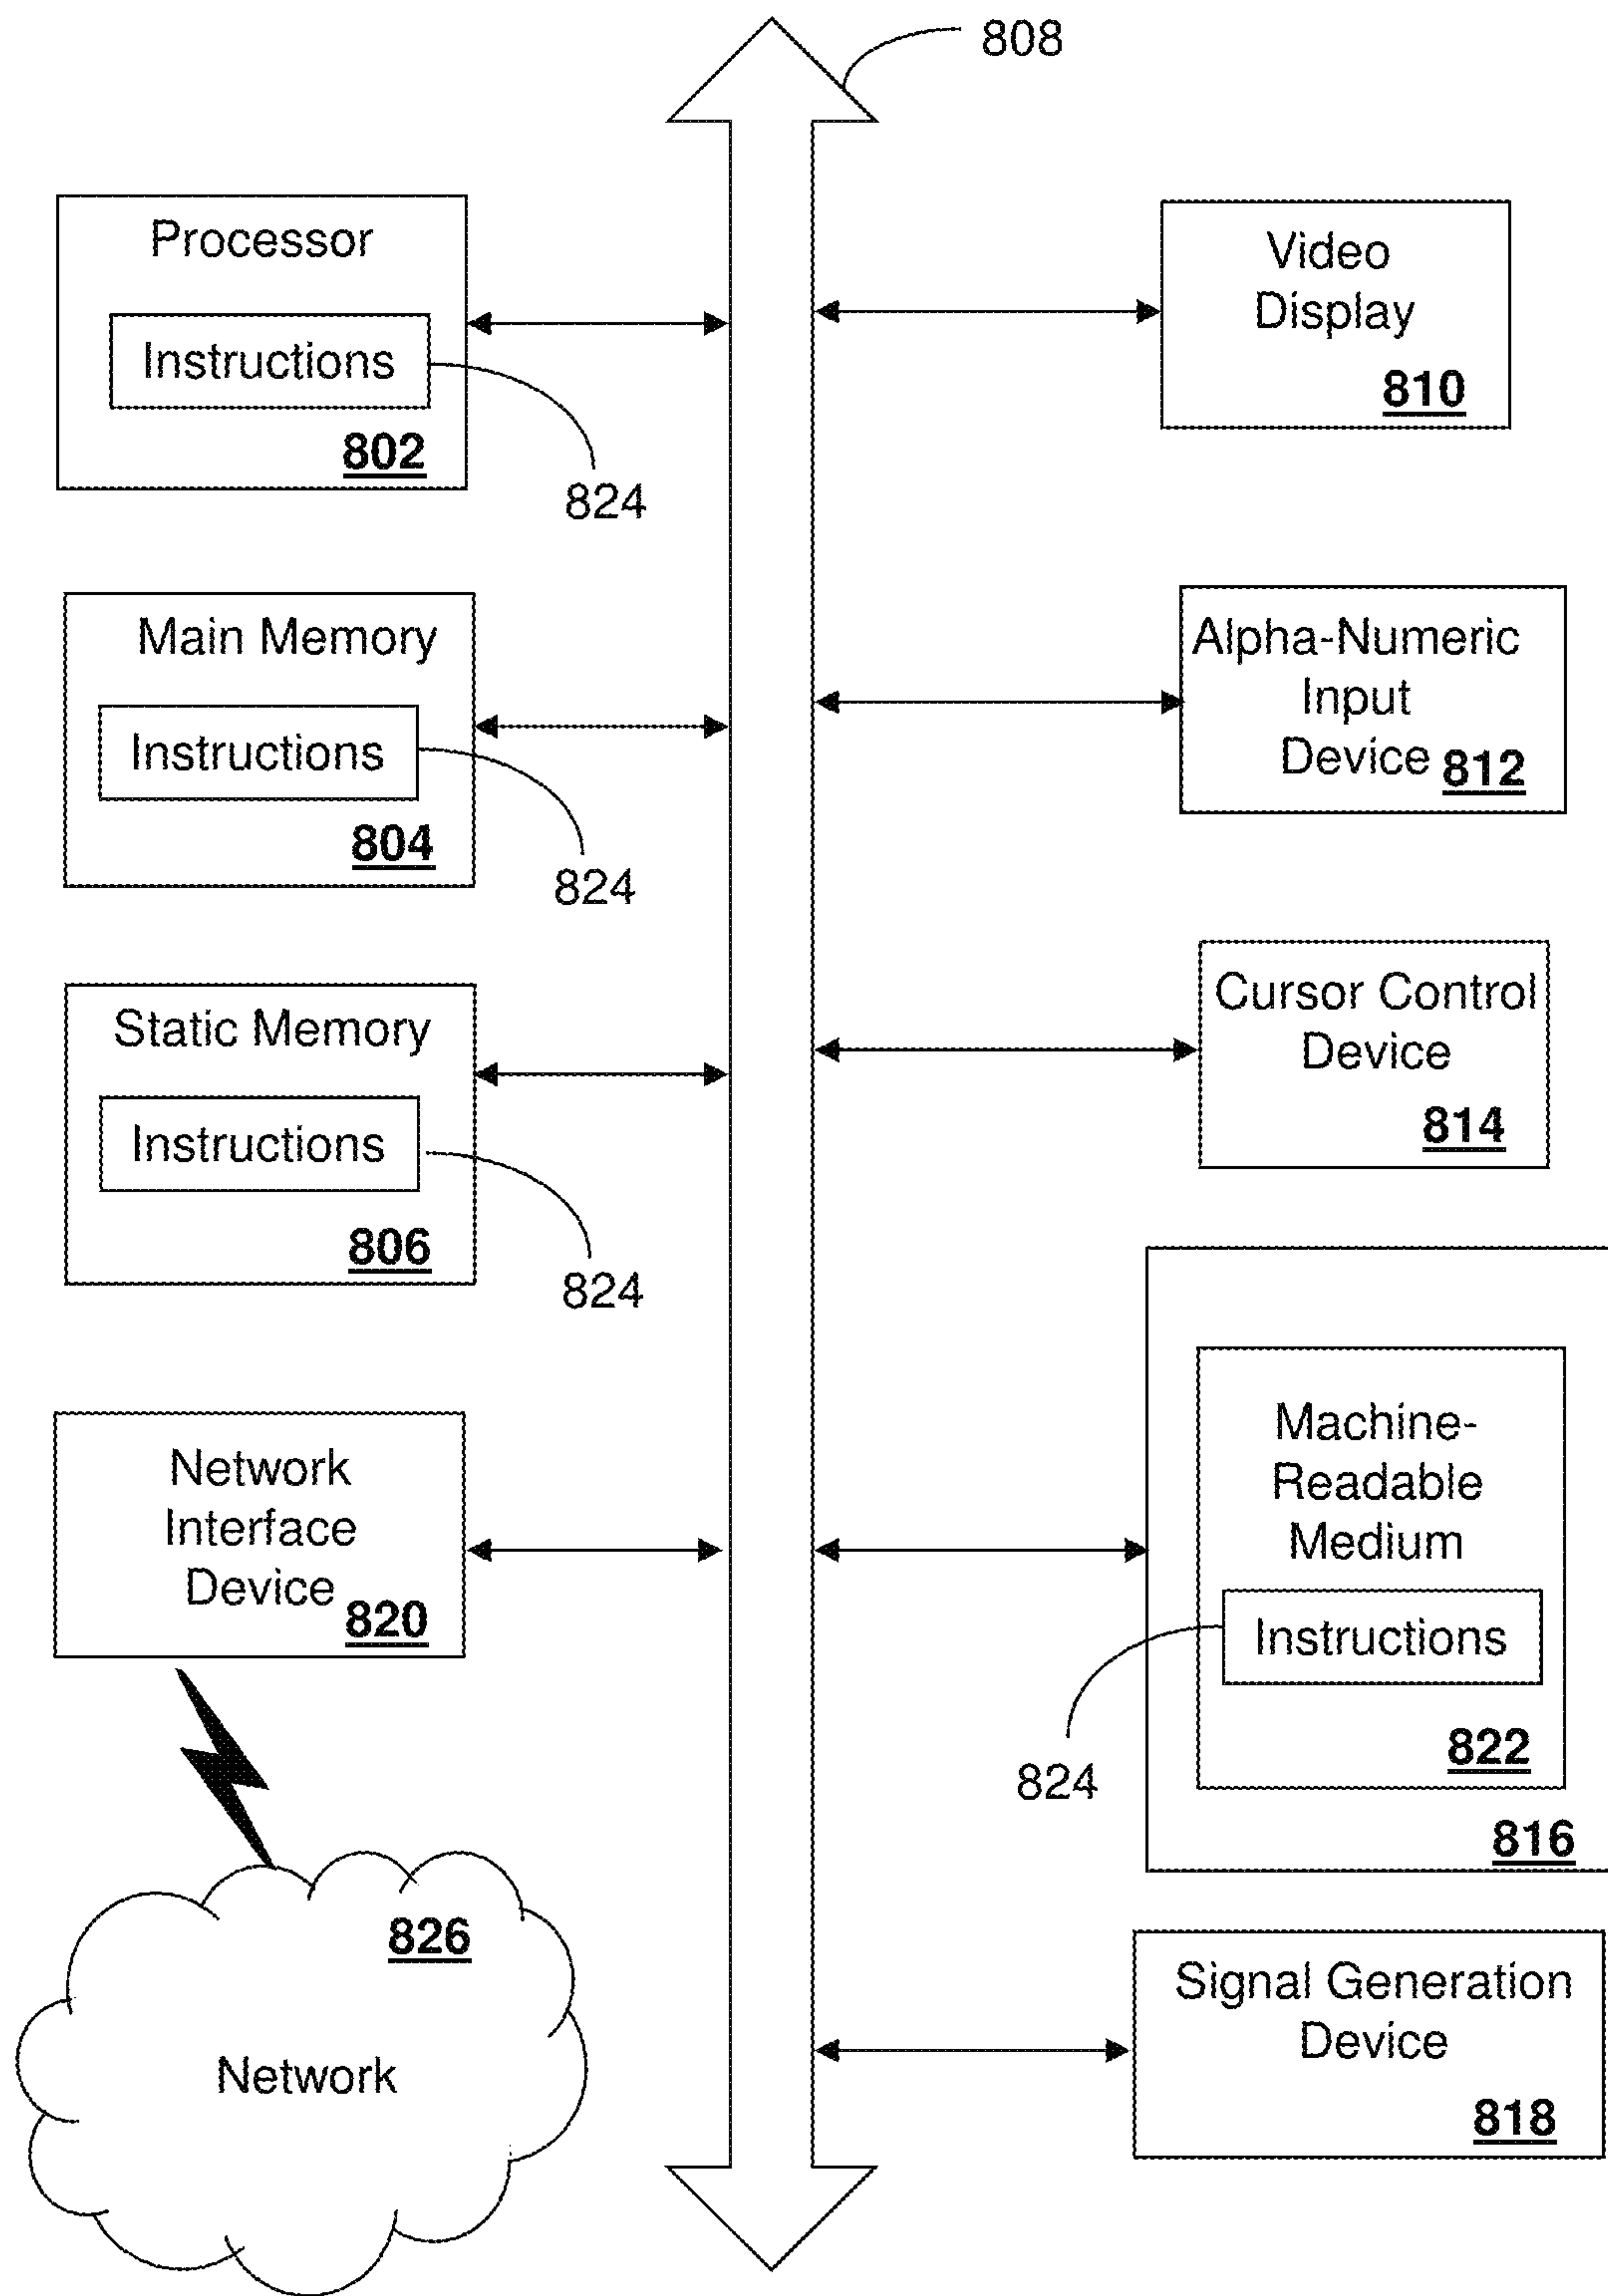 808
Processor
Instructions
802
824
Main Memory
Instructions
804
824
Static Memory
Instructions
806
824
Network
Interface
Device
820
826
Network
Video
Display
810
Alpha-Numeric
Input
Device 812
Cursor Control
Device
814
Machine-
Readable
Medium
Instructions
822
824
816
Signal Generation
Device
818